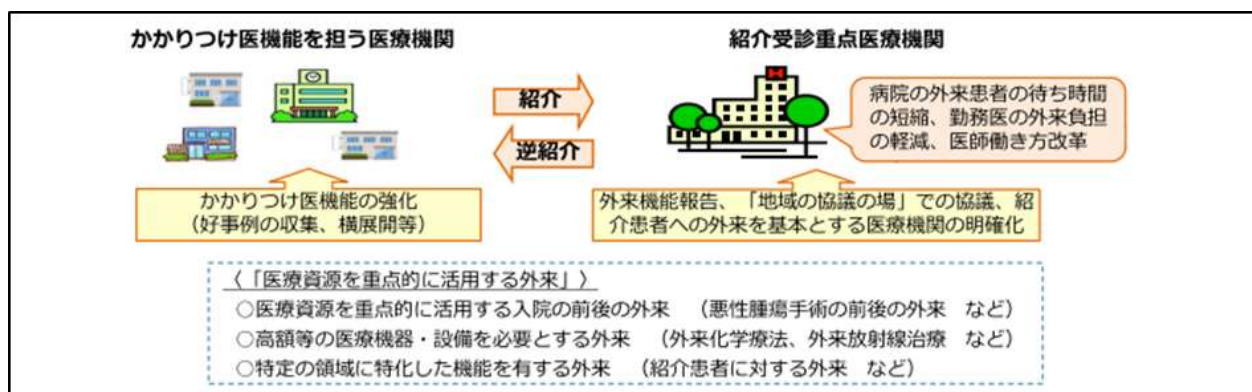 かかりつけ医機能を担う医療機関
紹介受診重点医療機関
H
紹介
逆紹介
病院の外来患者の待ち時間
の短縮、勤務医の外来負担
の軽減、医師働き方改革
かかりつけ医機能の強化
(好事例の収集、横展開等)
外来機能報告、「地域の協議の場」での協議、紹
介患者への外来を基本とする医療機関の明確化
〈「医療資源を重点的に活用する外来」〉
○医療資源を重点的に活用する入院の前後の外来 (悪性腫瘍手術の前後の外来 など)
○高額等の医療機器・設備を必要とする外来 (外来化学療法、外来放射線治療 など)
○特定の領域に特化した機能を有する外来 (紹介患者に対する外来 など)